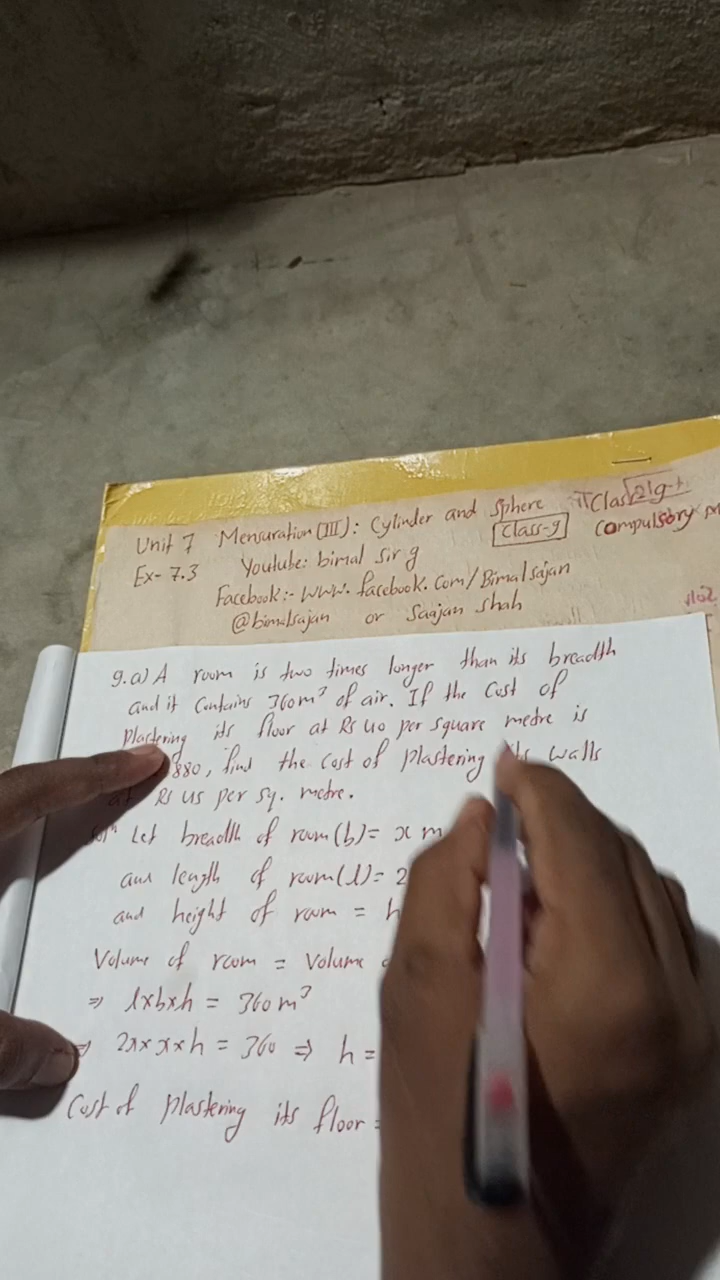 Unit 7 Mensuration (III): Cylinder and Sphere
Class-9 Compulsory
Ex- 7.3 Youtube: bimal sir g
Facebook:- www.facebook.com/Bimalsajan
@bimalsajan or Saajan Shah
9.a) A room is two times longer than its breadth
and it Contains 360m³ of air. If the Cost of
plastering its floor at Rs 40 per square metre is
880, find the cost of plastering its walls
Rs 45 per sq. metre.
Let breadth of room (b) = x m
and length of room (l) = 2
and height of room = h
Volume of room = Volume
⇒ l×b×h = 360 m³
⇒ 2x × x × h = 360 ⇒ h =
Cost of plastering its floor =